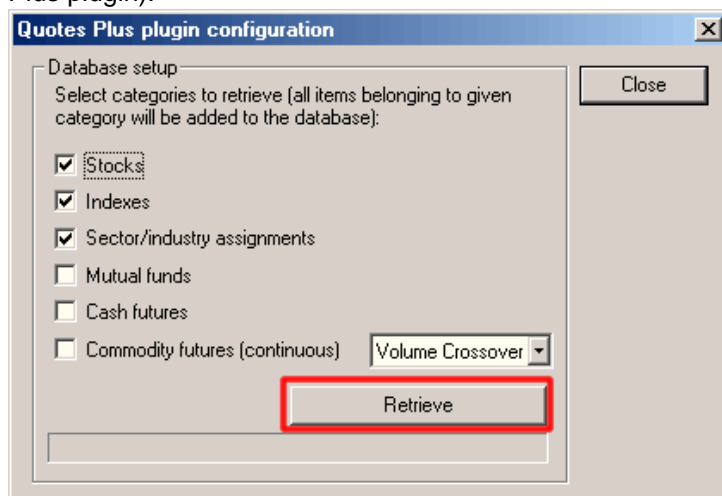 Plus plugin).
Quotes Plus plugin configuration
Database setup
Select categories to retrieve (all items belonging to given
category will be added to the database):
Close
Stocks
Indexes
Sector/industry assignments
Mutual funds
Cash futures
Commodity futures (continuous) Volume Crossover
Retrieve